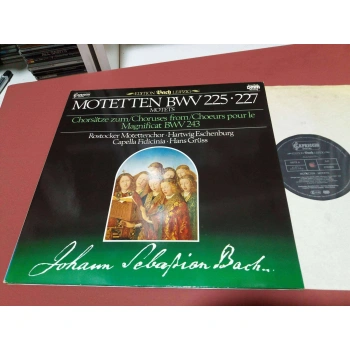 EDITION Bach LEIPZIG
MOTETTEN BWV 225·227
MOTETS
Chorsätze zum/Choruses from/Choeurs pour le
Magnificat BWV 243
Rostocker Motettenchor·Hartwig Eschenburg
Capella Fidicinia·Hans Grüss
Johann Sebastian Bach
CAPRICCIO